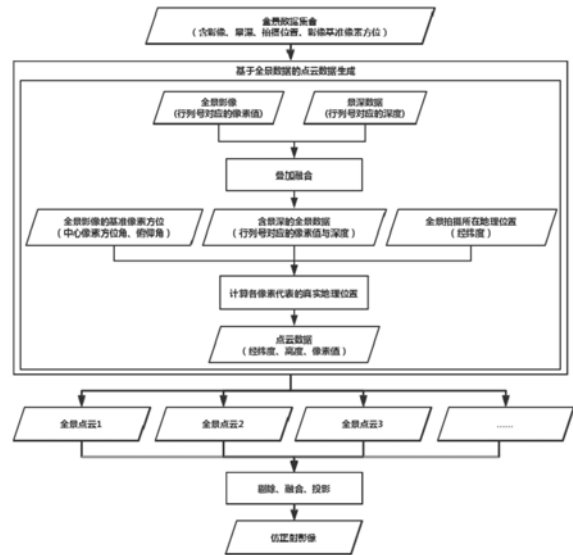 全景数据集合
(含影像、景深、拍摄位置、影像基准像素方位)
基于全景数据的点云数据生成
全景影像
(行列号对应的像素值)
景深数据
(行列号对应的深度)
叠加融合
全景影像的基准像素方位
(中心像素方位角、俯仰角)
含景深的全景数据
(行列号对应的像素值与深度)
全景拍摄所在地理位置
(经纬度)
计算各像素代表的真实地理位置
点云数据
(经纬度、高度、像素值)
全景点云1
全景点云2
全景点云3
……
剔除、融合、投影
仿正射影像